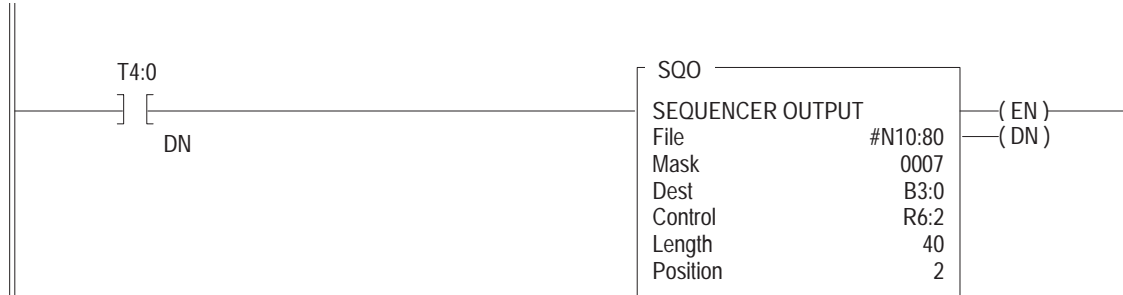 T4:0
DN
SQO
SEQUENCER OUTPUT
File #N10:80
Mask 0007
Dest B3:0
Control R6:2
Length 40
Position 2
( EN )
( DN )